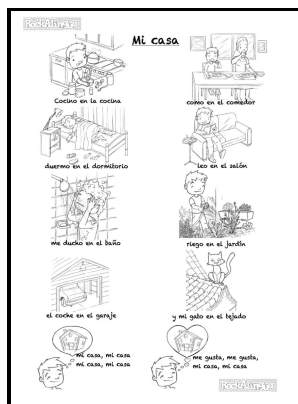 RockALingua
Mi casa
Cocino en la cocina
como en el comedor
duermo en el dormitorio
leo en el salón
me ducho en el baño
riego en el jardín
el coche en el garaje
y mi gato en el tejado
mi casa, mi casa
mi casa, mi casa
me gusta, me gusta,
mi casa, mi casa
RockALingua